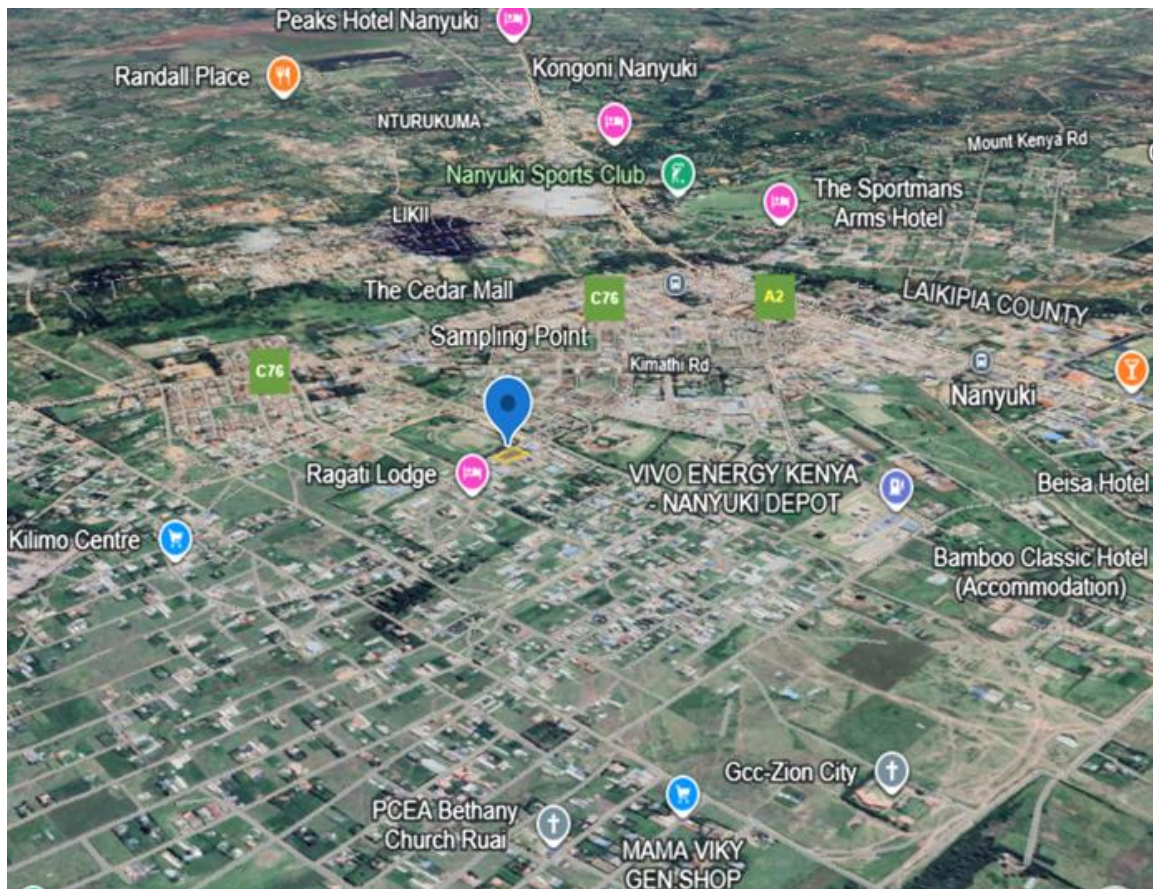 Peaks Hotel Nanyuki
Randall Place
Kongoni Nanyuki
NTURUKUMA
Mount Kenya Rd
Nanyuki Sports Club
The Sportmans
Arms Hotel
LIKII
The Cedar Mall
C76
A2
LAIKIPIA COUNTY
Sampling Point
Kimathi Rd
C76
Nanyuki
Ragati Lodge
VIVO ENERGY KENYA
- NANYUKI DEPOT
Beisa Hotel
Kilimo Centre
Bamboo Classic Hotel
(Accommodation)
Gcc-Zion City
PCEA Bethany
Church Ruai
MAMA VIKY
GEN.SHOP